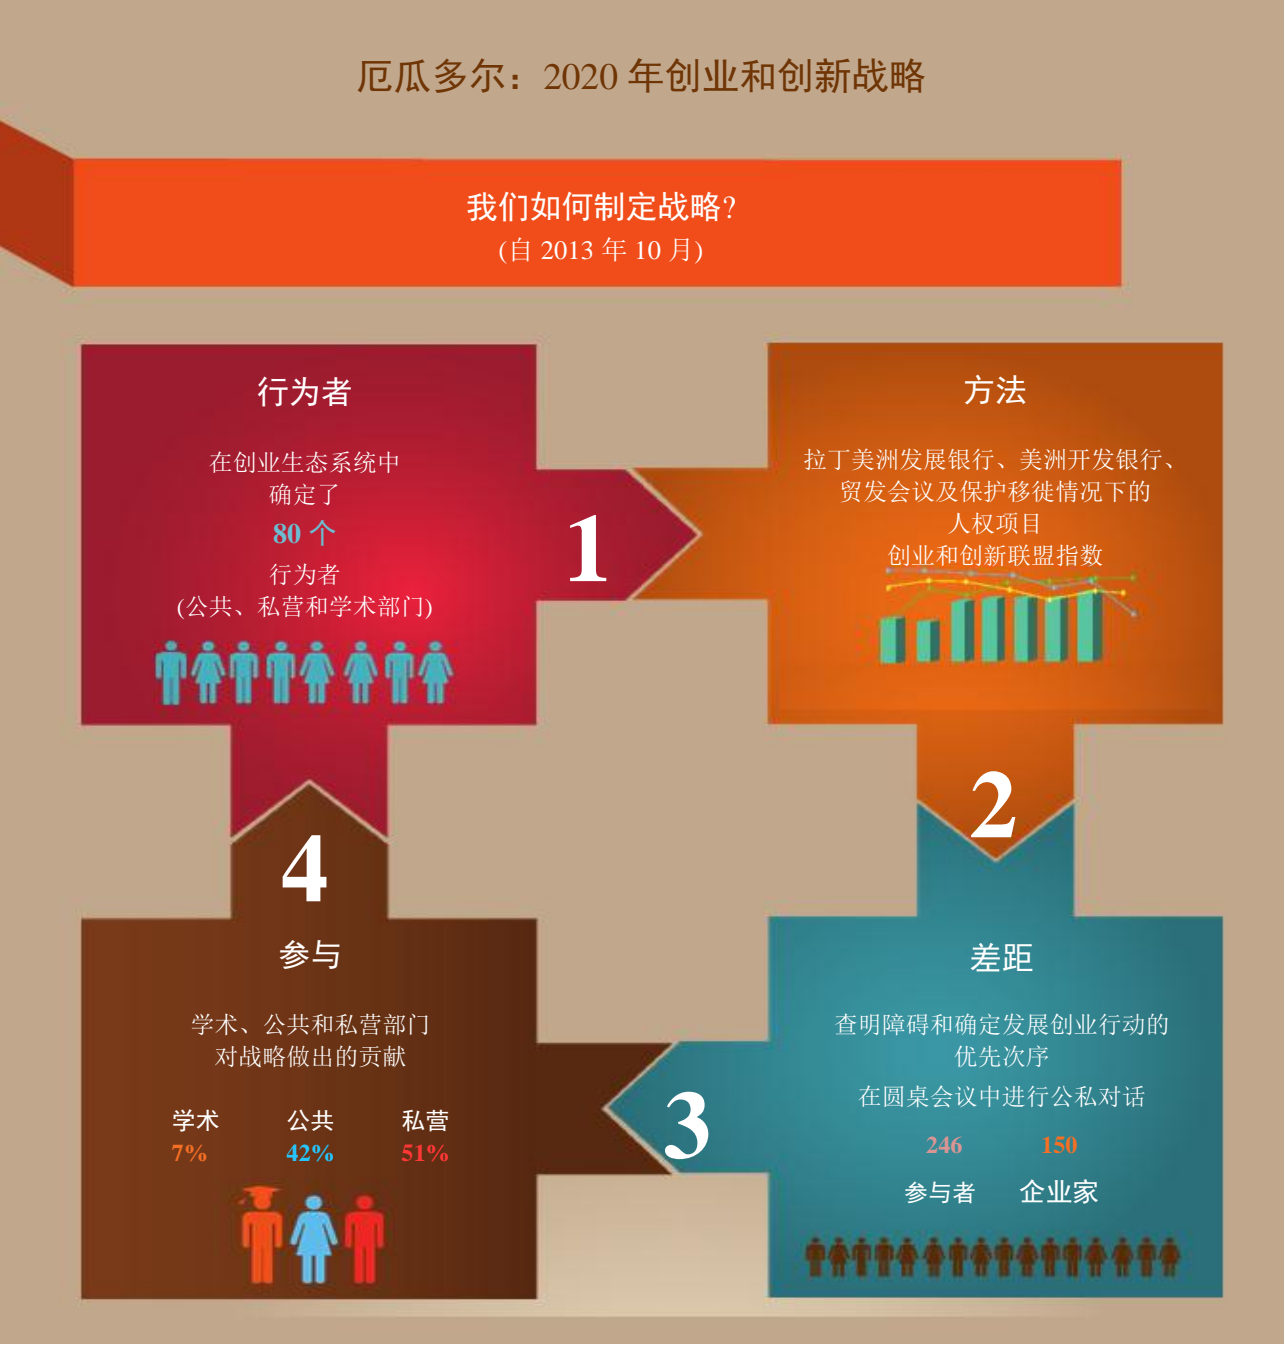 厄瓜多尔：2020 年创业和创新战略
我们如何制定战略?
(自 2013 年 10 月)
行为者
在创业生态系统中
确定了
80 个
行为者
(公共、私营和学术部门)
1
方法
拉丁美洲发展银行、美洲开发银行、
贸发会议及保护移徙情况下的
人权项目
创业和创新联盟指数
2
差距
查明障碍和确定发展创业行动的
优先次序
在圆桌会议中进行公私对话
246 150
参与者 企业家
3
4
参与
学术、公共和私营部门
对战略做出的贡献
学术 公共 私营
7% 42% 51%